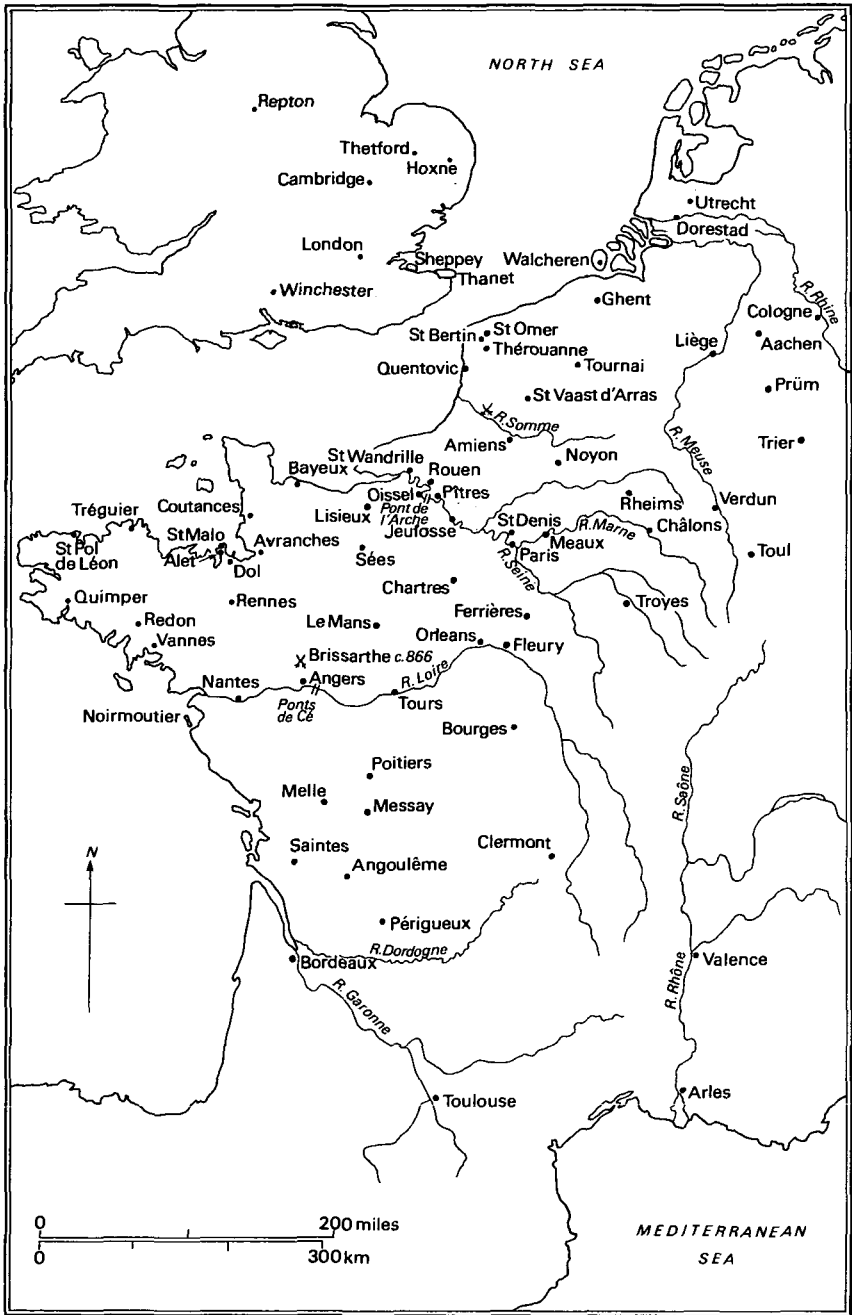 NORTH SEA
Repton
Thetford
Hoxne
Cambridge
Utrecht
Dorestad
London
Sheppey
Thanet
Walcheren
Winchester
Ghent
R. Rhine
Cologne
St Bertin
St Omer
Thérouanne
Liège
Aachen
Quentovic
Tournai
Prüm
St Vaast d'Arras
R. Somme
Amiens
Noyon
R. Meuse
Trier
St Wandrille
Bayeux
Rouen
Oissel
Pîtres
Pont de
l'Arche
Rheims
Verdun
Tréguier
Coutances
Lisieux
Jeufosse
St Denis
R. Marne
Châlons
St Malo
Avranches
Meaux
St Pol
de Léon
Alet
Dol
Sées
Paris
R. Seine
Toul
Quimper
Rennes
Chartres
Troyes
Redon
Le Mans
Ferrières
Vannes
Orleans
Fleury
Brissarthe c.866
Nantes
Angers
R. Loire
Ponts
de Cé
Tours
Noirmoutier
Bourges
Poitiers
Melle
Messay
R. Saône
Saintes
Clermont
N
Angoulême
Périgueux
R. Dordogne
Bordeaux
Valence
R. Garonne
R. Rhône
Toulouse
Arles
0 200 miles
0 300 km
MEDITERRANEAN
SEA